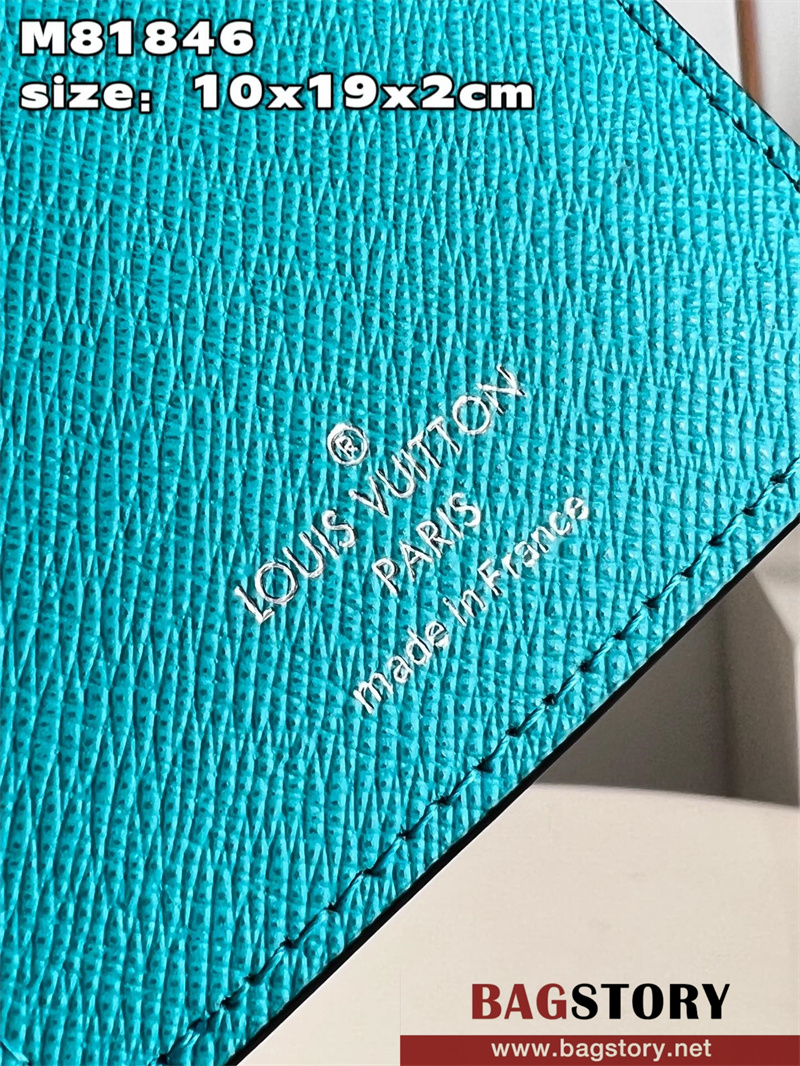 M81846
size: 10x19x2cm
®
LOUIS VUITTON
PARIS
made in France
BAGSTORY
www.bagstory.net